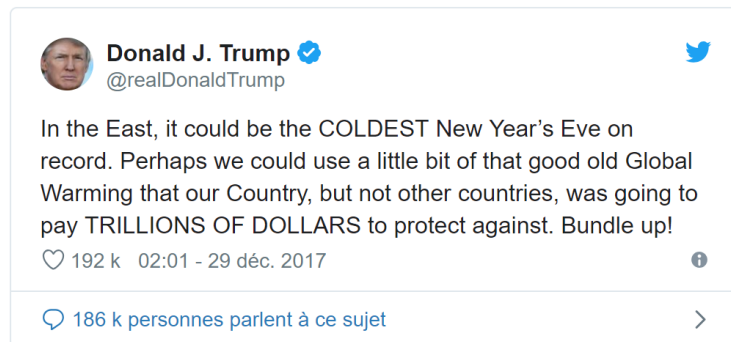 Donald J. Trump
@realDonaldTrump
In the East, it could be the COLDEST New Year’s Eve on
record. Perhaps we could use a little bit of that good old Global
Warming that our Country, but not other countries, was going to
pay TRILLIONS OF DOLLARS to protect against. Bundle up!
192 k 02:01 - 29 déc. 2017
186 k personnes parlent à ce sujet